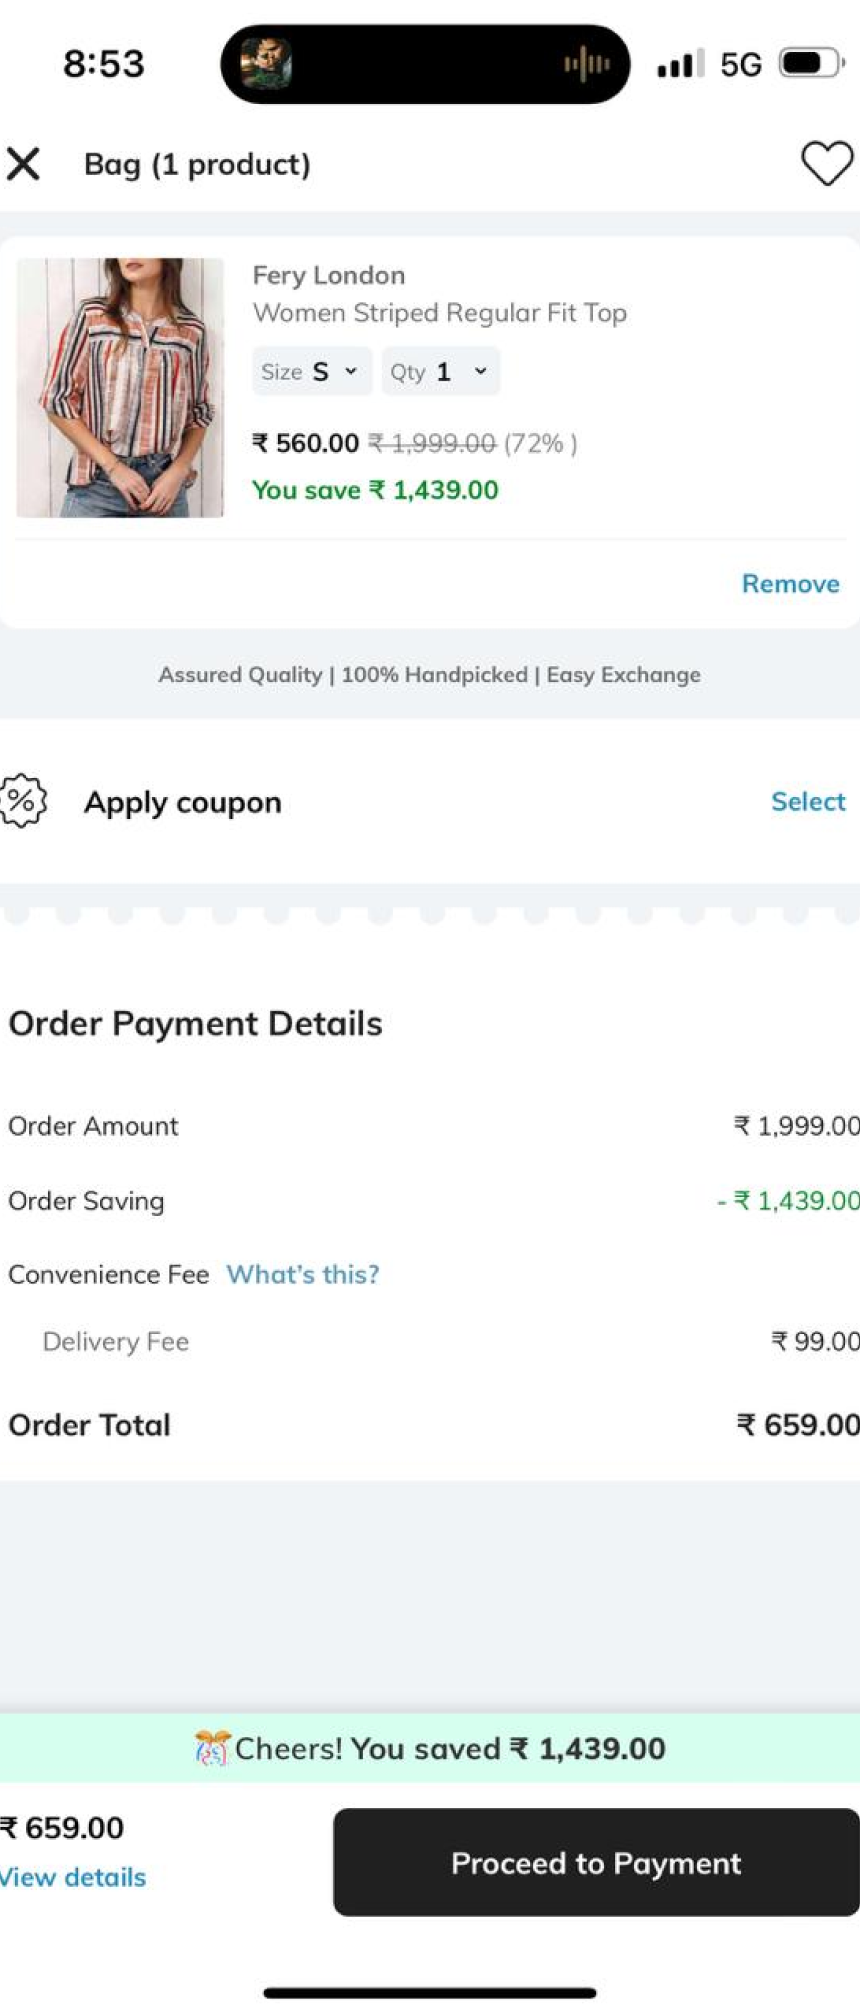 8:53 5G
Bag (1 product)
Fery London
Women Striped Regular Fit Top
Size S Qty 1
₹ 560.00 ₹ 1,999.00 (72% )
You save ₹ 1,439.00
Remove
Assured Quality | 100% Handpicked | Easy Exchange
% Apply coupon Select
Order Payment Details
Order Amount ₹ 1,999.00
Order Saving - ₹ 1,439.00
Convenience Fee What's this?
Delivery Fee ₹ 99.00
Order Total ₹ 659.00
🎊Cheers! You saved ₹ 1,439.00
₹ 659.00
View details
Proceed to Payment